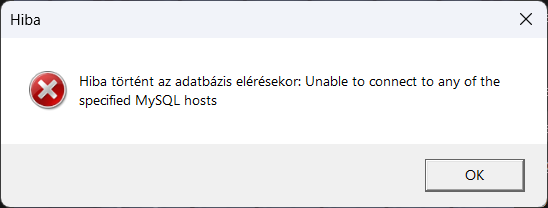 Hiba
Hiba történt az adatbázis elérésekor: Unable to connect to any of the
specified MySQL hosts
OK